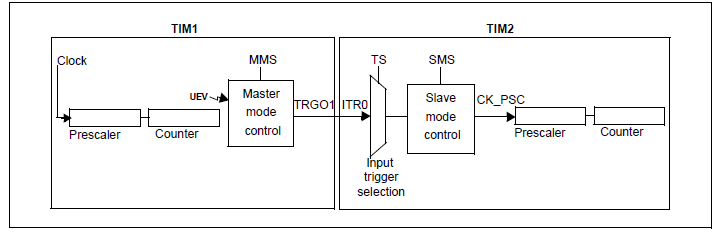 TIM1
TIM2
Clock
MMS
TS
SMS
UEV
Master
mode
control
TRGO1
ITR0
Slave
mode
control
CK_PSC
Prescaler
Counter
Prescaler
Counter
Input
trigger
selection